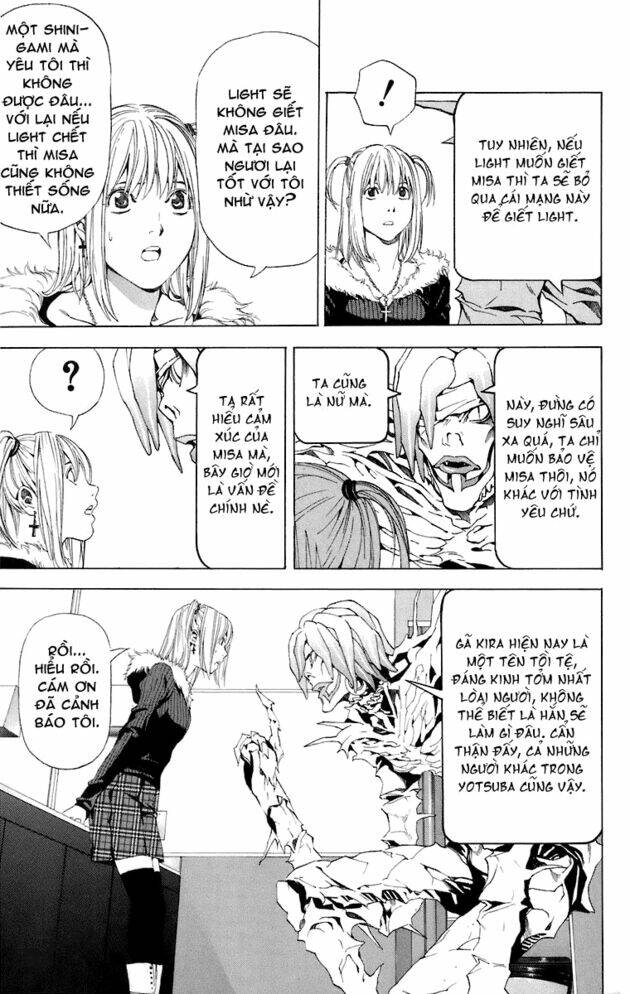 TUY NHIÊN, NẾU
LIGHT MUỐN GIẾT
MISA THÌ TA SẼ BỎ
QUA CÁI MẠNG NÀY
ĐỂ GIẾT LIGHT.
!
LIGHT SẼ
KHÔNG GIẾT
MISA ĐÂU.
MÀ TẠI SAO
NGƯƠI LẠI
TỐT VỚI TÔI
NHƯ VẬY?
MỘT SHINI-
GAMI MÀ
YÊU TÔI THÌ
KHÔNG
ĐƯỢC ĐÂU...
VỚI LẠI NẾU
LIGHT CHẾT
THÌ MISA
CŨNG KHÔNG
THIẾT SỐNG
NỮA.
NÀY, ĐỪNG CÓ
SUY NGHĨ SÂU
XA QUÁ, TA CHỈ
MUỐN BẢO VỆ
MISA THÔI, NÓ
KHÁC VỚI TÌNH
YÊU CHỨ.
TA CŨNG
LÀ NỮ MÀ.
TA RẤT
HIỂU CẢM
XÚC CỦA
MISA MÀ,
BÂY GIỜ MỚI
LÀ VẤN ĐỀ
CHÍNH NÈ.
?
GÃ KIRA HIỆN NAY LÀ
MỘT TÊN TỒI TỆ,
ĐÁNG KINH TỞM NHẤT
LOÀI NGƯỜI, KHÔNG
THỂ BIẾT LÀ HẮN SẼ
LÀM GÌ ĐÂU. CẨN
THẬN ĐẤY, CẢ NHỮNG
NGƯỜI KHÁC TRONG
YOTSUBA CŨNG VẬY.
RỒI...
HIỂU RỒI.
CÁM ƠN
ĐÃ CẢNH
BÁO TÔI.